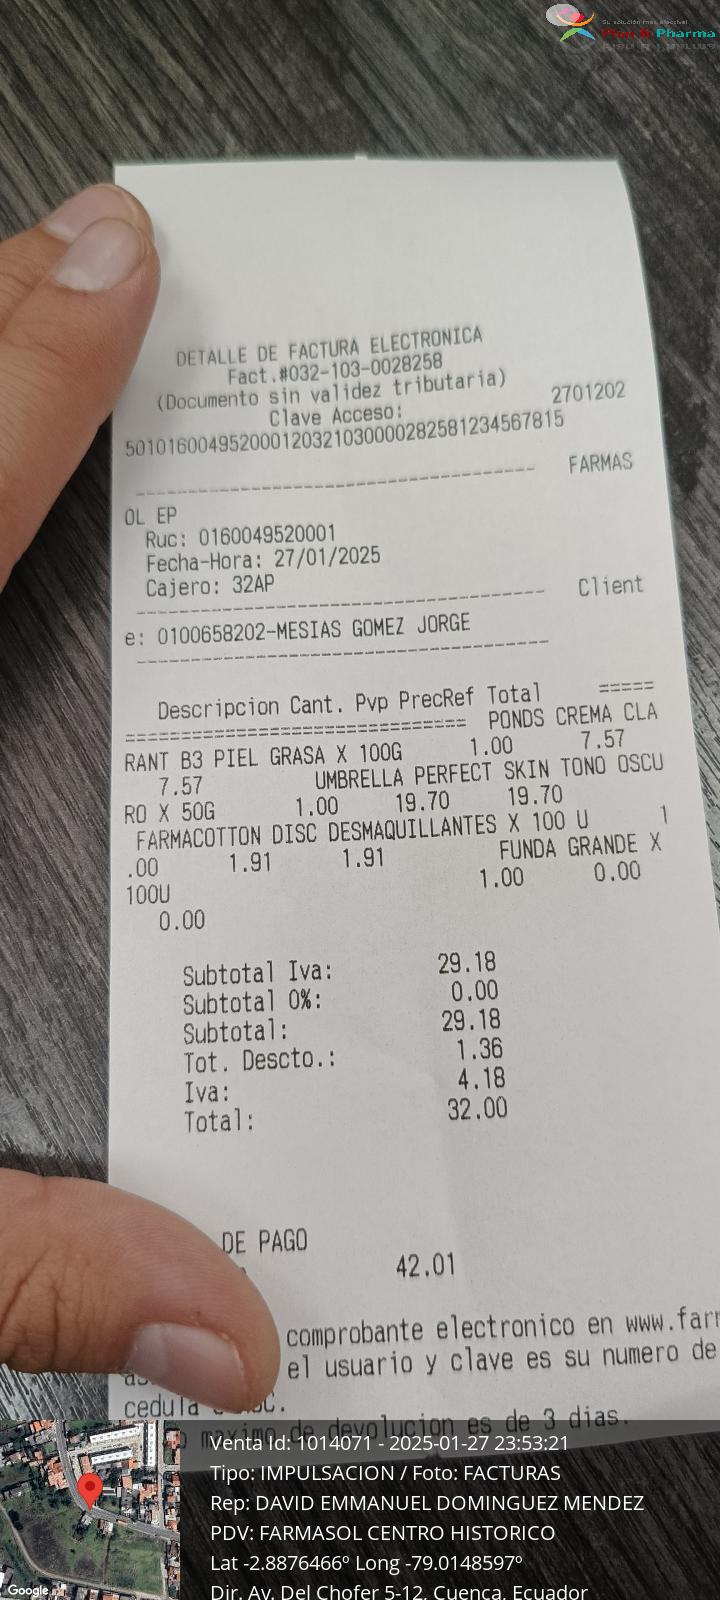 Su solución más efectiva!
Plan B Pharma
DETALLE DE FACTURA ELECTRONICA
Fact.#032-103-0028258
(Documento sin validez tributaria)
Clave Acceso: 2701202
501016004952000120321030000282581234567815
------------------------------------ FARMAS
OL EP
Ruc: 0160049520001
Fecha-Hora: 27/01/2025
Cajero: 32AP
------------------------------------ Client
e: 0100658202-MESIAS GOMEZ JORGE
------------------------------------
Descripcion Cant. Pvp PrecRef Total =====
=============================== PONDS CREMA CLA
RANT B3 PIEL GRASA X 100G 1.00 7.57
7.57 UMBRELLA PERFECT SKIN TONO OSCU
RO X 50G 1.00 19.70 19.70
FARMACOTTON DISC DESMAQUILLANTES X 100 U 1
.00 1.91 1.91 FUNDA GRANDE X
100U 1.00 0.00
0.00
Subtotal Iva: 29.18
Subtotal 0%: 0.00
Subtotal: 29.18
Tot. Descto.: 1.36
Iva: 4.18
Total: 32.00
DE PAGO
42.01
comprobante electronico en www.farm
el usuario y clave es su numero de
cedula
maximo de devolucion es de 3 dias.
Venta Id: 1014071 - 2025-01-27 23:53:21
Tipo: IMPULSACION / Foto: FACTURAS
Rep: DAVID EMMANUEL DOMINGUEZ MENDEZ
PDV: FARMASOL CENTRO HISTORICO
Lat -2.8876466º Long -79.0148597º
Dir. Av. Del Chofer 5-12, Cuenca, Ecuador
Google